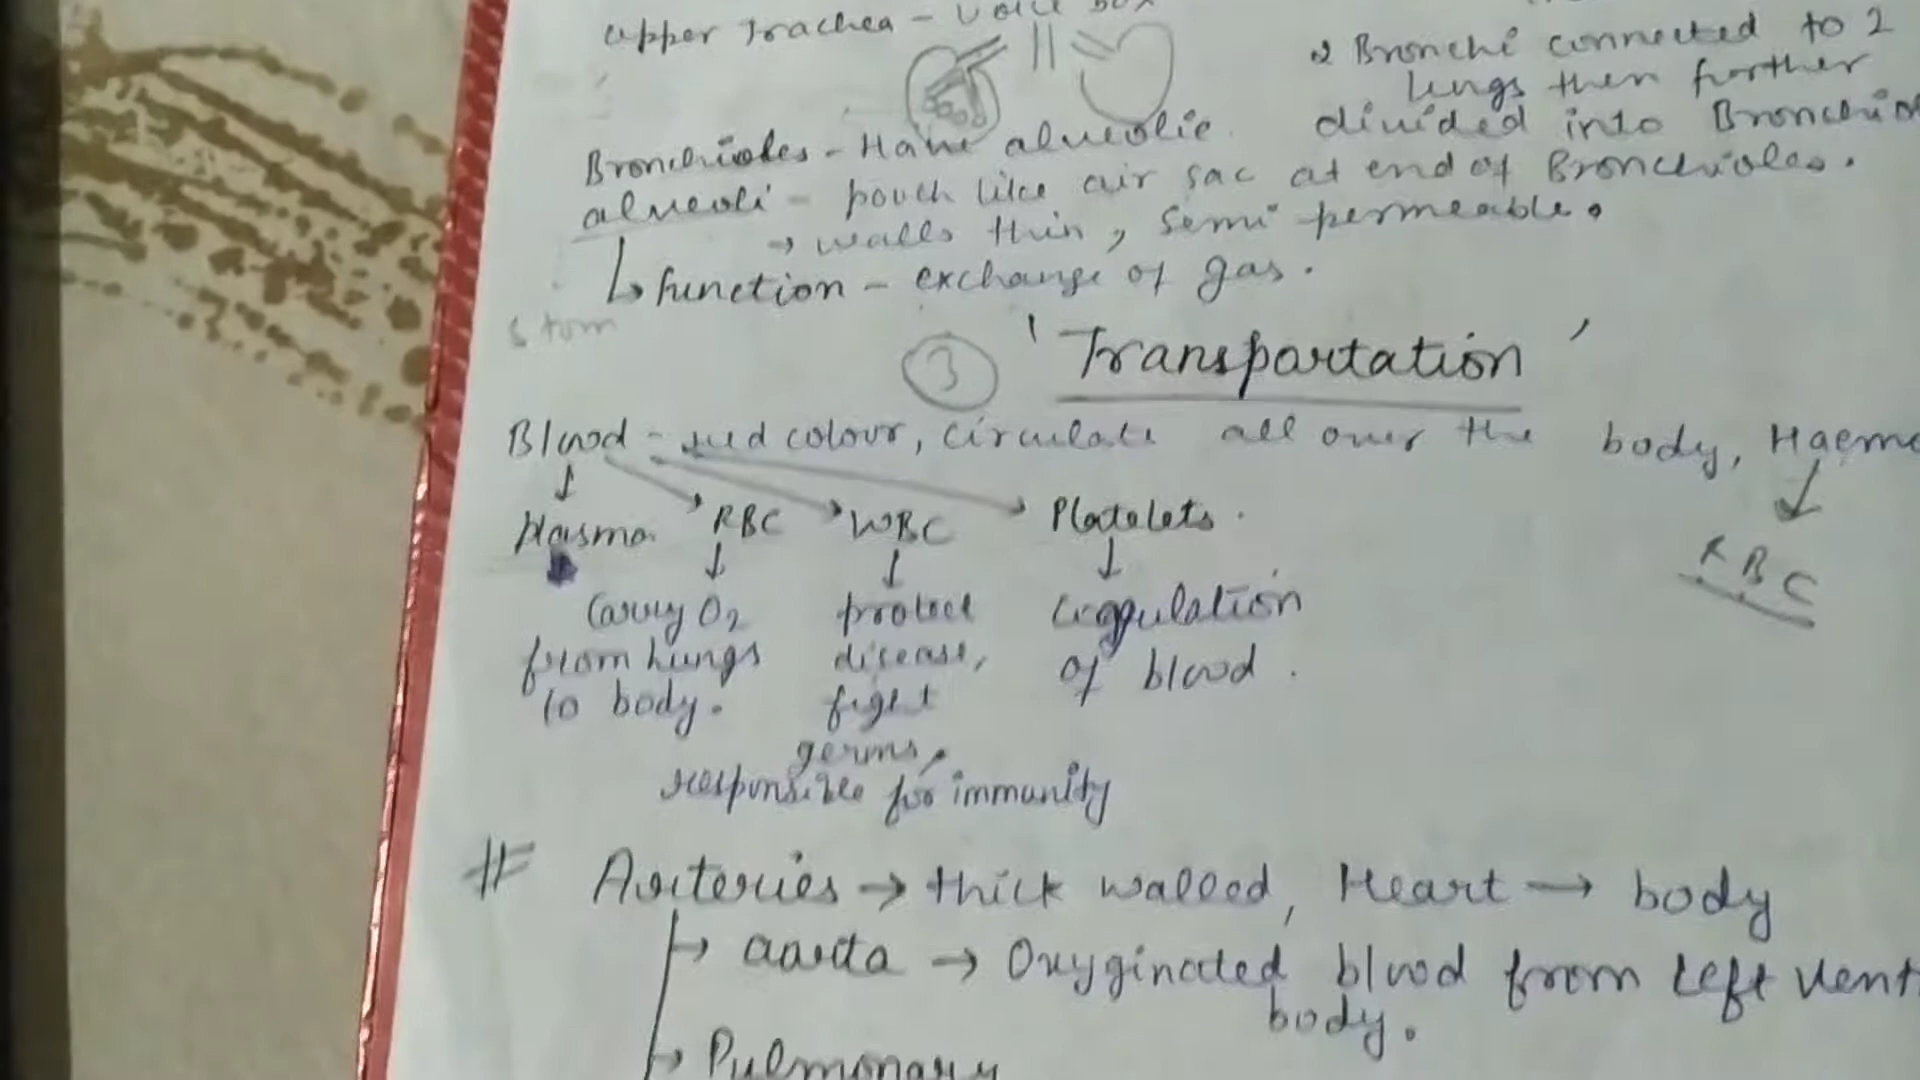 upper Trachea - Voice Box
2 Bronchi connected to 2
lungs then further
divided into
Bronchioles - Have alveolie
alveoli - pouch like air sac at end of Bronchioles.
→ walls thin, semi permeable.
↳ function - exchange of gas.
stom
③ 'Transportation'
Blood - red colour, circulate all over the body, Haemo
↓
Plasma RBC WBC Platelets.
RBC
carry O2 protect coagulation
from lungs disease, of blood.
to body. fight
germs,
responsible for immunity
# Arteries → thick walled, Heart → body
↳ aorta → Oxyginated blood from left vent
body.
↳ Pulmonary